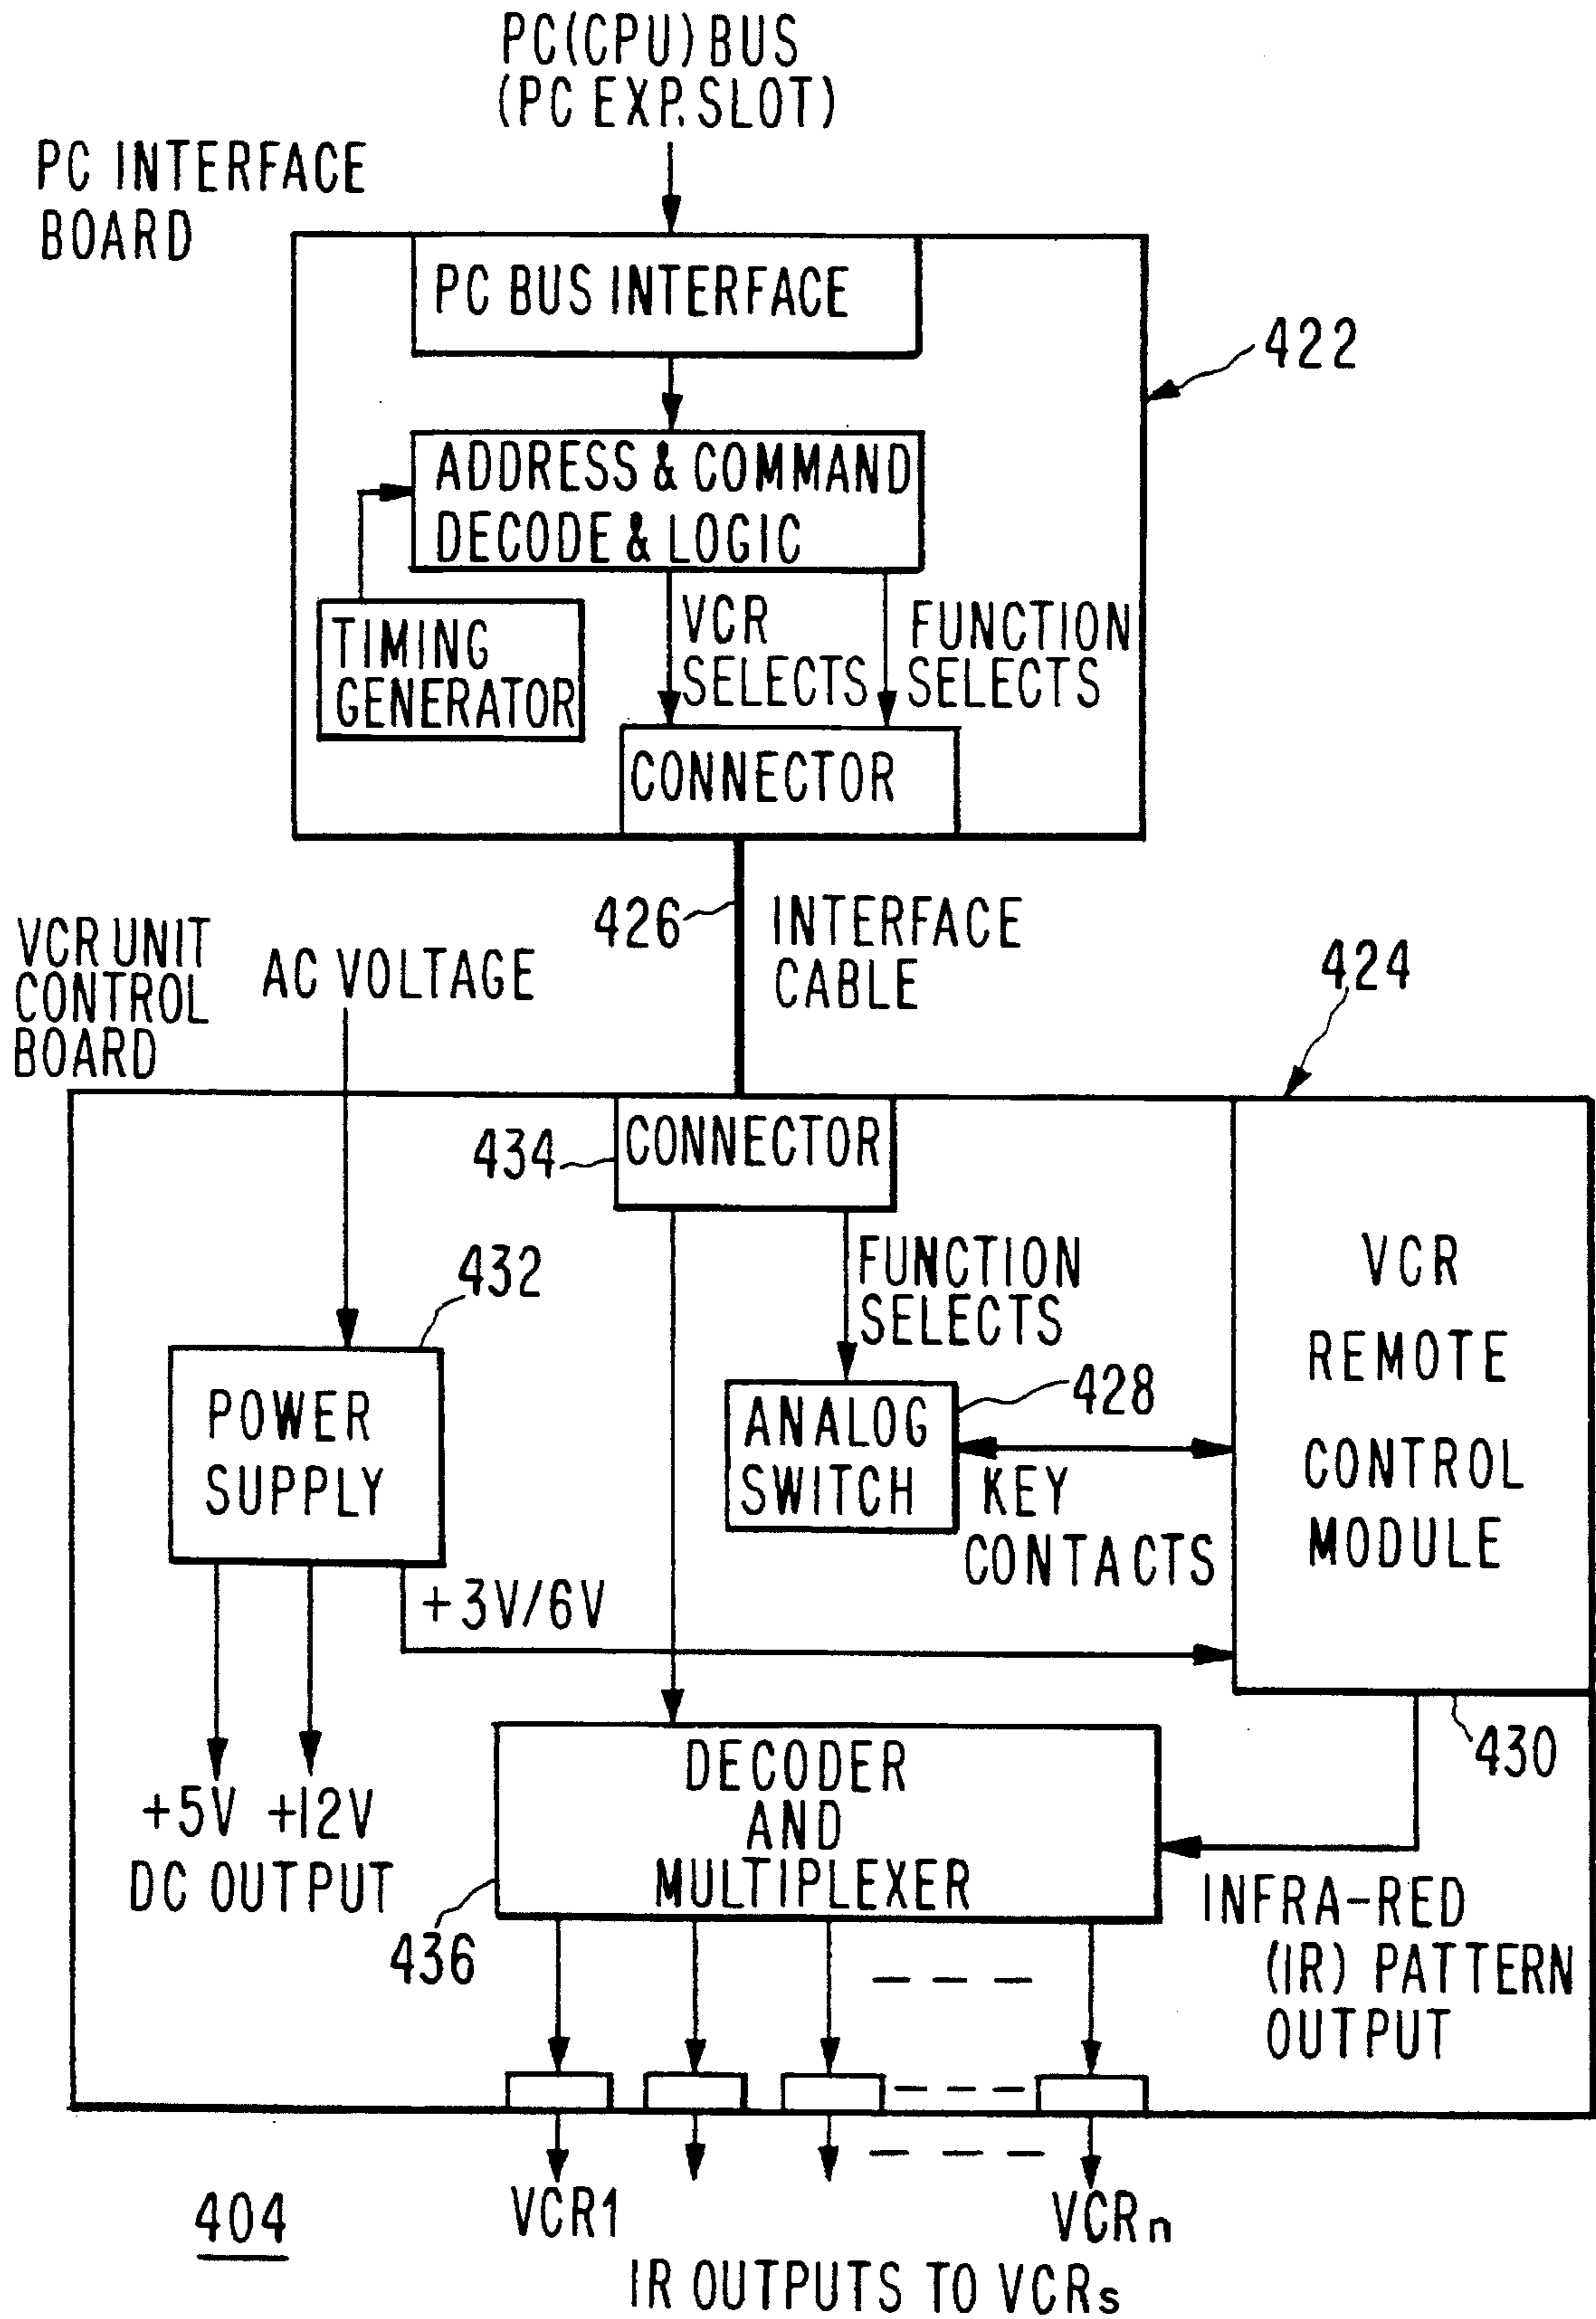 PC(CPU) BUS
(PC EXP. SLOT)
PC INTERFACE
BOARD
PC BUS INTERFACE
422
ADDRESS & COMMAND
DECODE & LOGIC
TIMING
GENERATOR
VCR
SELECTS
FUNCTION
SELECTS
CONNECTOR
426
INTERFACE
CABLE
VCR UNIT
CONTROL
BOARD
AC VOLTAGE
424
434
CONNECTOR
432
FUNCTION
SELECTS
VCR
REMOTE
CONTROL
MODULE
POWER
SUPPLY
428
ANALOG
SWITCH
KEY
CONTACTS
+3V/6V
430
+5V +12V
DC OUTPUT
DECODER
AND
MULTIPLEXER
436
INFRA-RED
(IR) PATTERN
OUTPUT
404
VCR1
VCRn
IR OUTPUTS TO VCRs